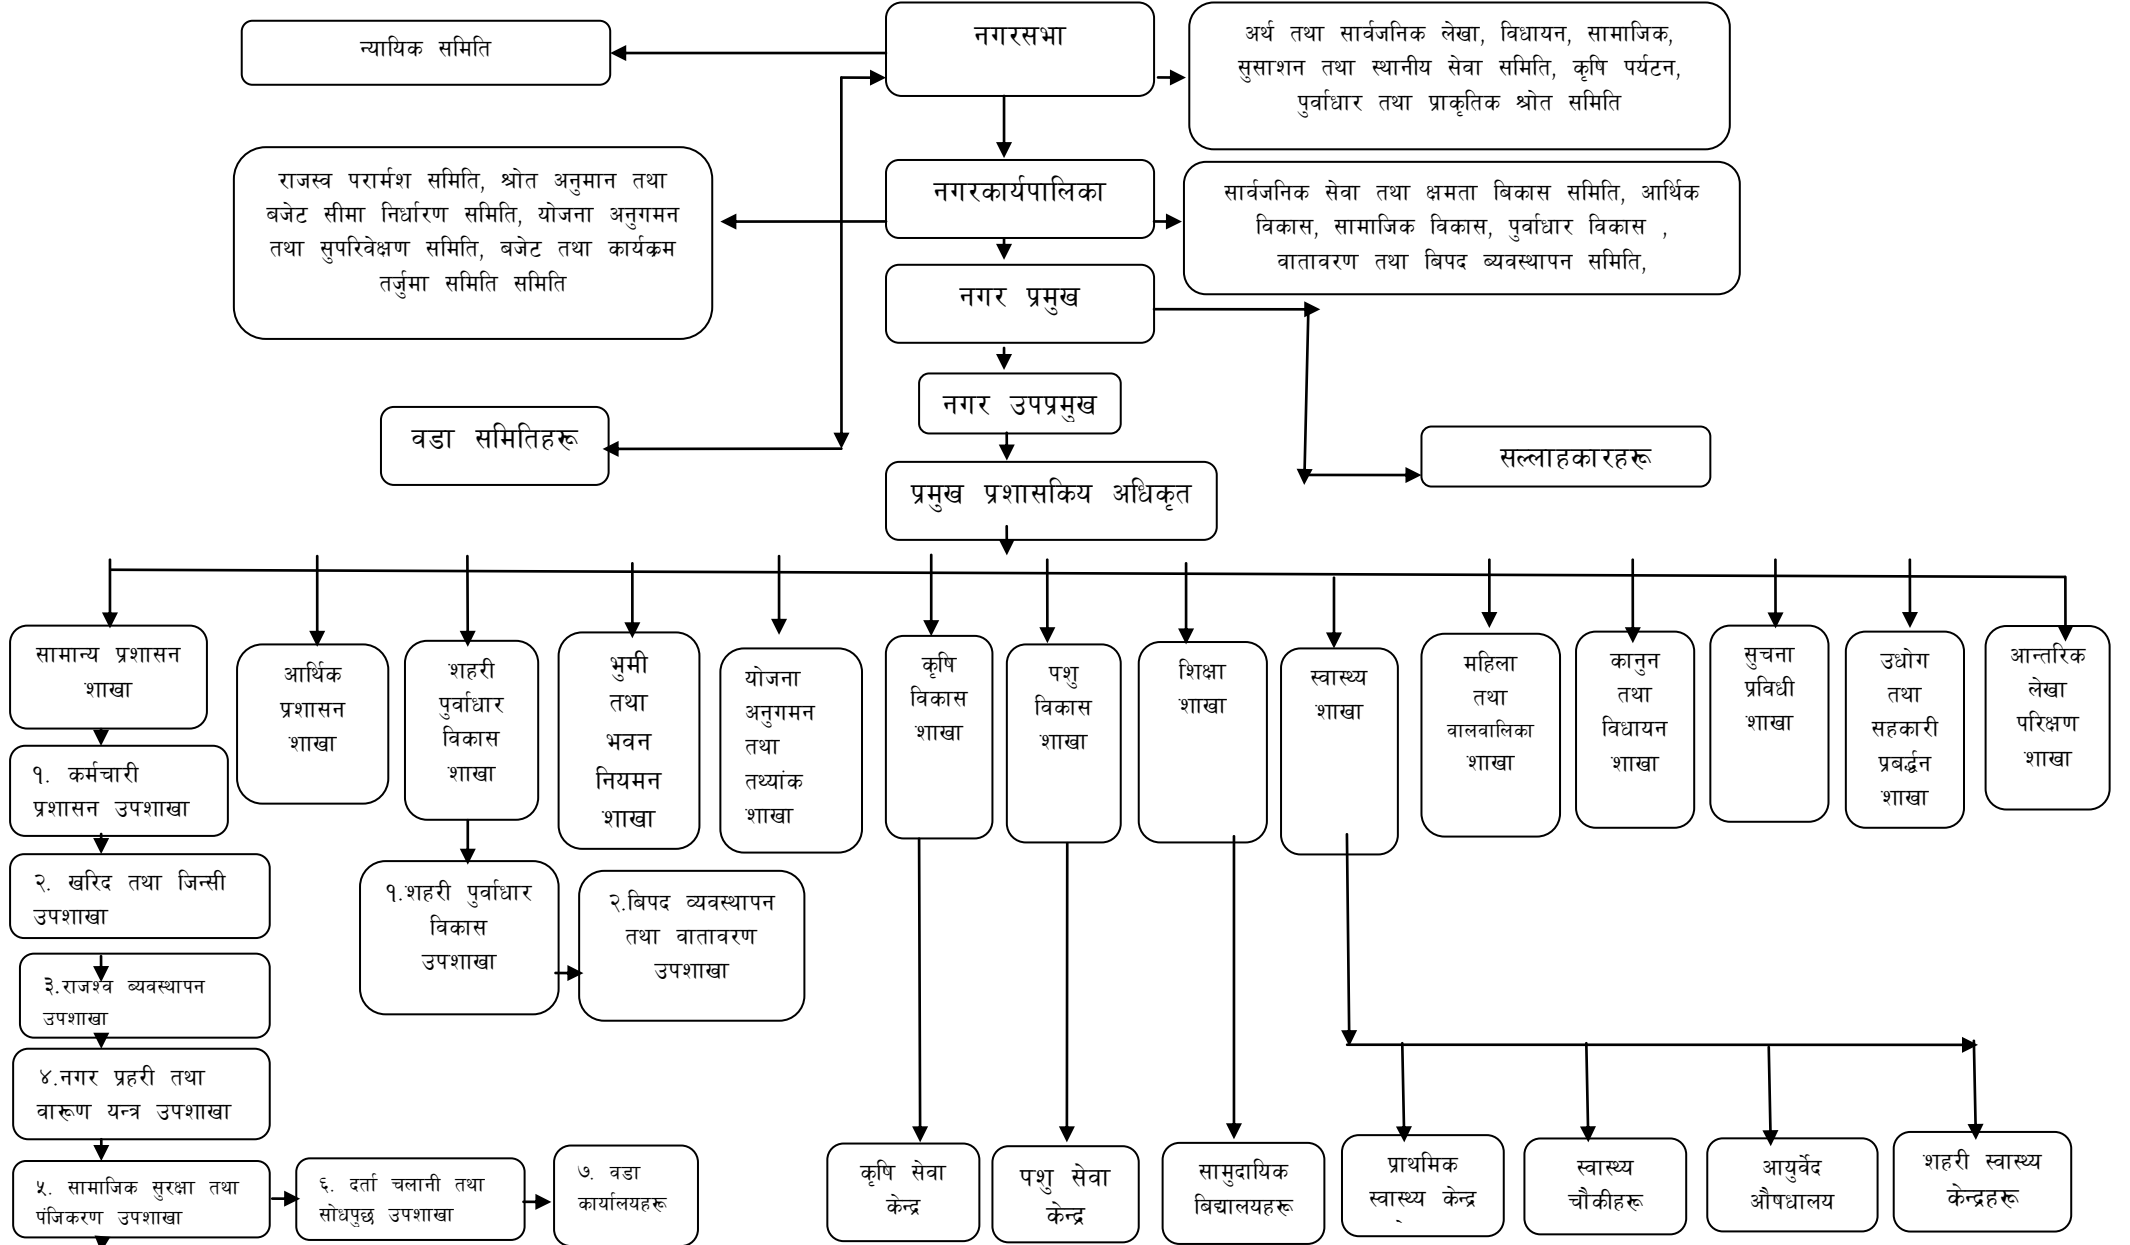 न्यायिक समिति
नगरसभा
अर्थ तथा सार्वजनिक लेखा, विधायन, सामाजिक,
सुसाशन तथा स्थानीय सेवा समिति, कृषि पर्यटन,
पुर्वाधार तथा प्राकृतिक श्रोत समिति
राजस्व परार्मश समिति, श्रोत अनुमान तथा
बजेट सीमा निर्धारण समिति, योजना अनुगमन
तथा सुपरिवेक्षण समिति, बजेट तथा कार्यक्रम
तर्जुमा समिति समिति
नगरकार्यपालिका
सार्वजनिक सेवा तथा क्षमता बिकास समिति, आर्थिक
विकास, सामाजिक विकास, पुर्वाधार विकास ,
वातावरण तथा बिपद ब्यवस्थापन समिति,
नगर प्रमुख
नगर उपप्रमुख
वडा समितिहरू
सल्लाहकारहरू
प्रमुख प्रशासकिय अधिकृत
सामान्य प्रशासन
शाखा
आर्थिक
प्रशासन
शाखा
शहरी
पुर्वाधार
विकास
शाखा
भुमी
तथा
भवन
नियमन
शाखा
योजना
अनुगमन
तथा
तथ्यांक
शाखा
कृषि
विकास
शाखा
पशु
विकास
शाखा
शिक्षा
शाखा
स्वास्थ्य
शाखा
महिला
तथा
वालवालिका
शाखा
कानुन
तथा
विधायन
शाखा
सुचना
प्रविधी
शाखा
उधोग
तथा
सहकारी
प्रबर्द्धन
शाखा
आन्तरिक
लेखा
परिक्षण
शाखा
१. कर्मचारी
प्रशासन उपशाखा
२. खरिद तथा जिन्सी
उपशाखा
३.राजश्व ब्यवस्थापन
उपशाखा
४.नगर प्रहरी तथा
वारूण यन्त्र उपशाखा
५. सामाजिक सुरक्षा तथा
पंजिकरण उपशाखा
६. दर्ता चलानी तथा
सोधपुछ उपशाखा
७. वडा
कार्यालयहरू
१.शहरी पुर्वाधार
विकास
उपशाखा
२.बिपद व्यवस्थापन
तथा वातावरण
उपशाखा
कृषि सेवा
केन्द्र
पशु सेवा
केन्द्र
सामुदायिक
बिद्यालयहरू
प्राथमिक
स्वास्थ्य केन्द्र
स्वास्थ्य
चौकीहरू
आयुर्वेद
औषधालय
शहरी स्वास्थ्य
केन्द्रहरू